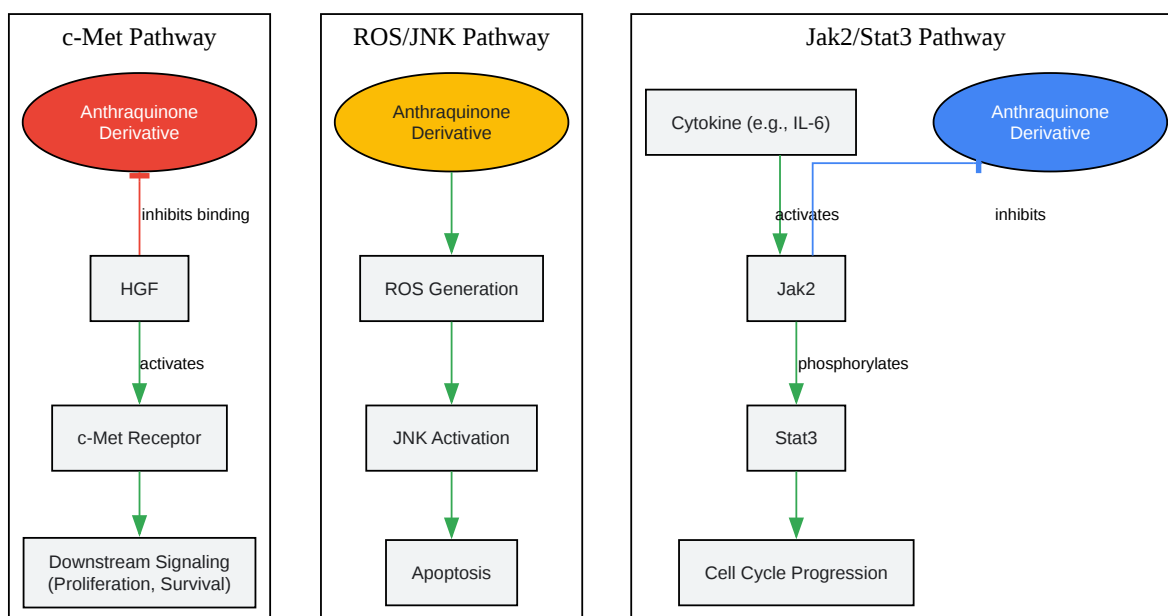 c-Met Pathway
Anthraquinone
Derivative
inhibits binding
HGF
activates
c-Met Receptor
Downstream Signaling
(Proliferation, Survival)
ROS/JNK Pathway
Anthraquinone
Derivative
ROS Generation
JNK Activation
Apoptosis
Jak2/Stat3 Pathway
Cytokine (e.g., IL-6)
Anthraquinone
Derivative
activates
inhibits
Jak2
phosphorylates
Stat3
Cell Cycle Progression